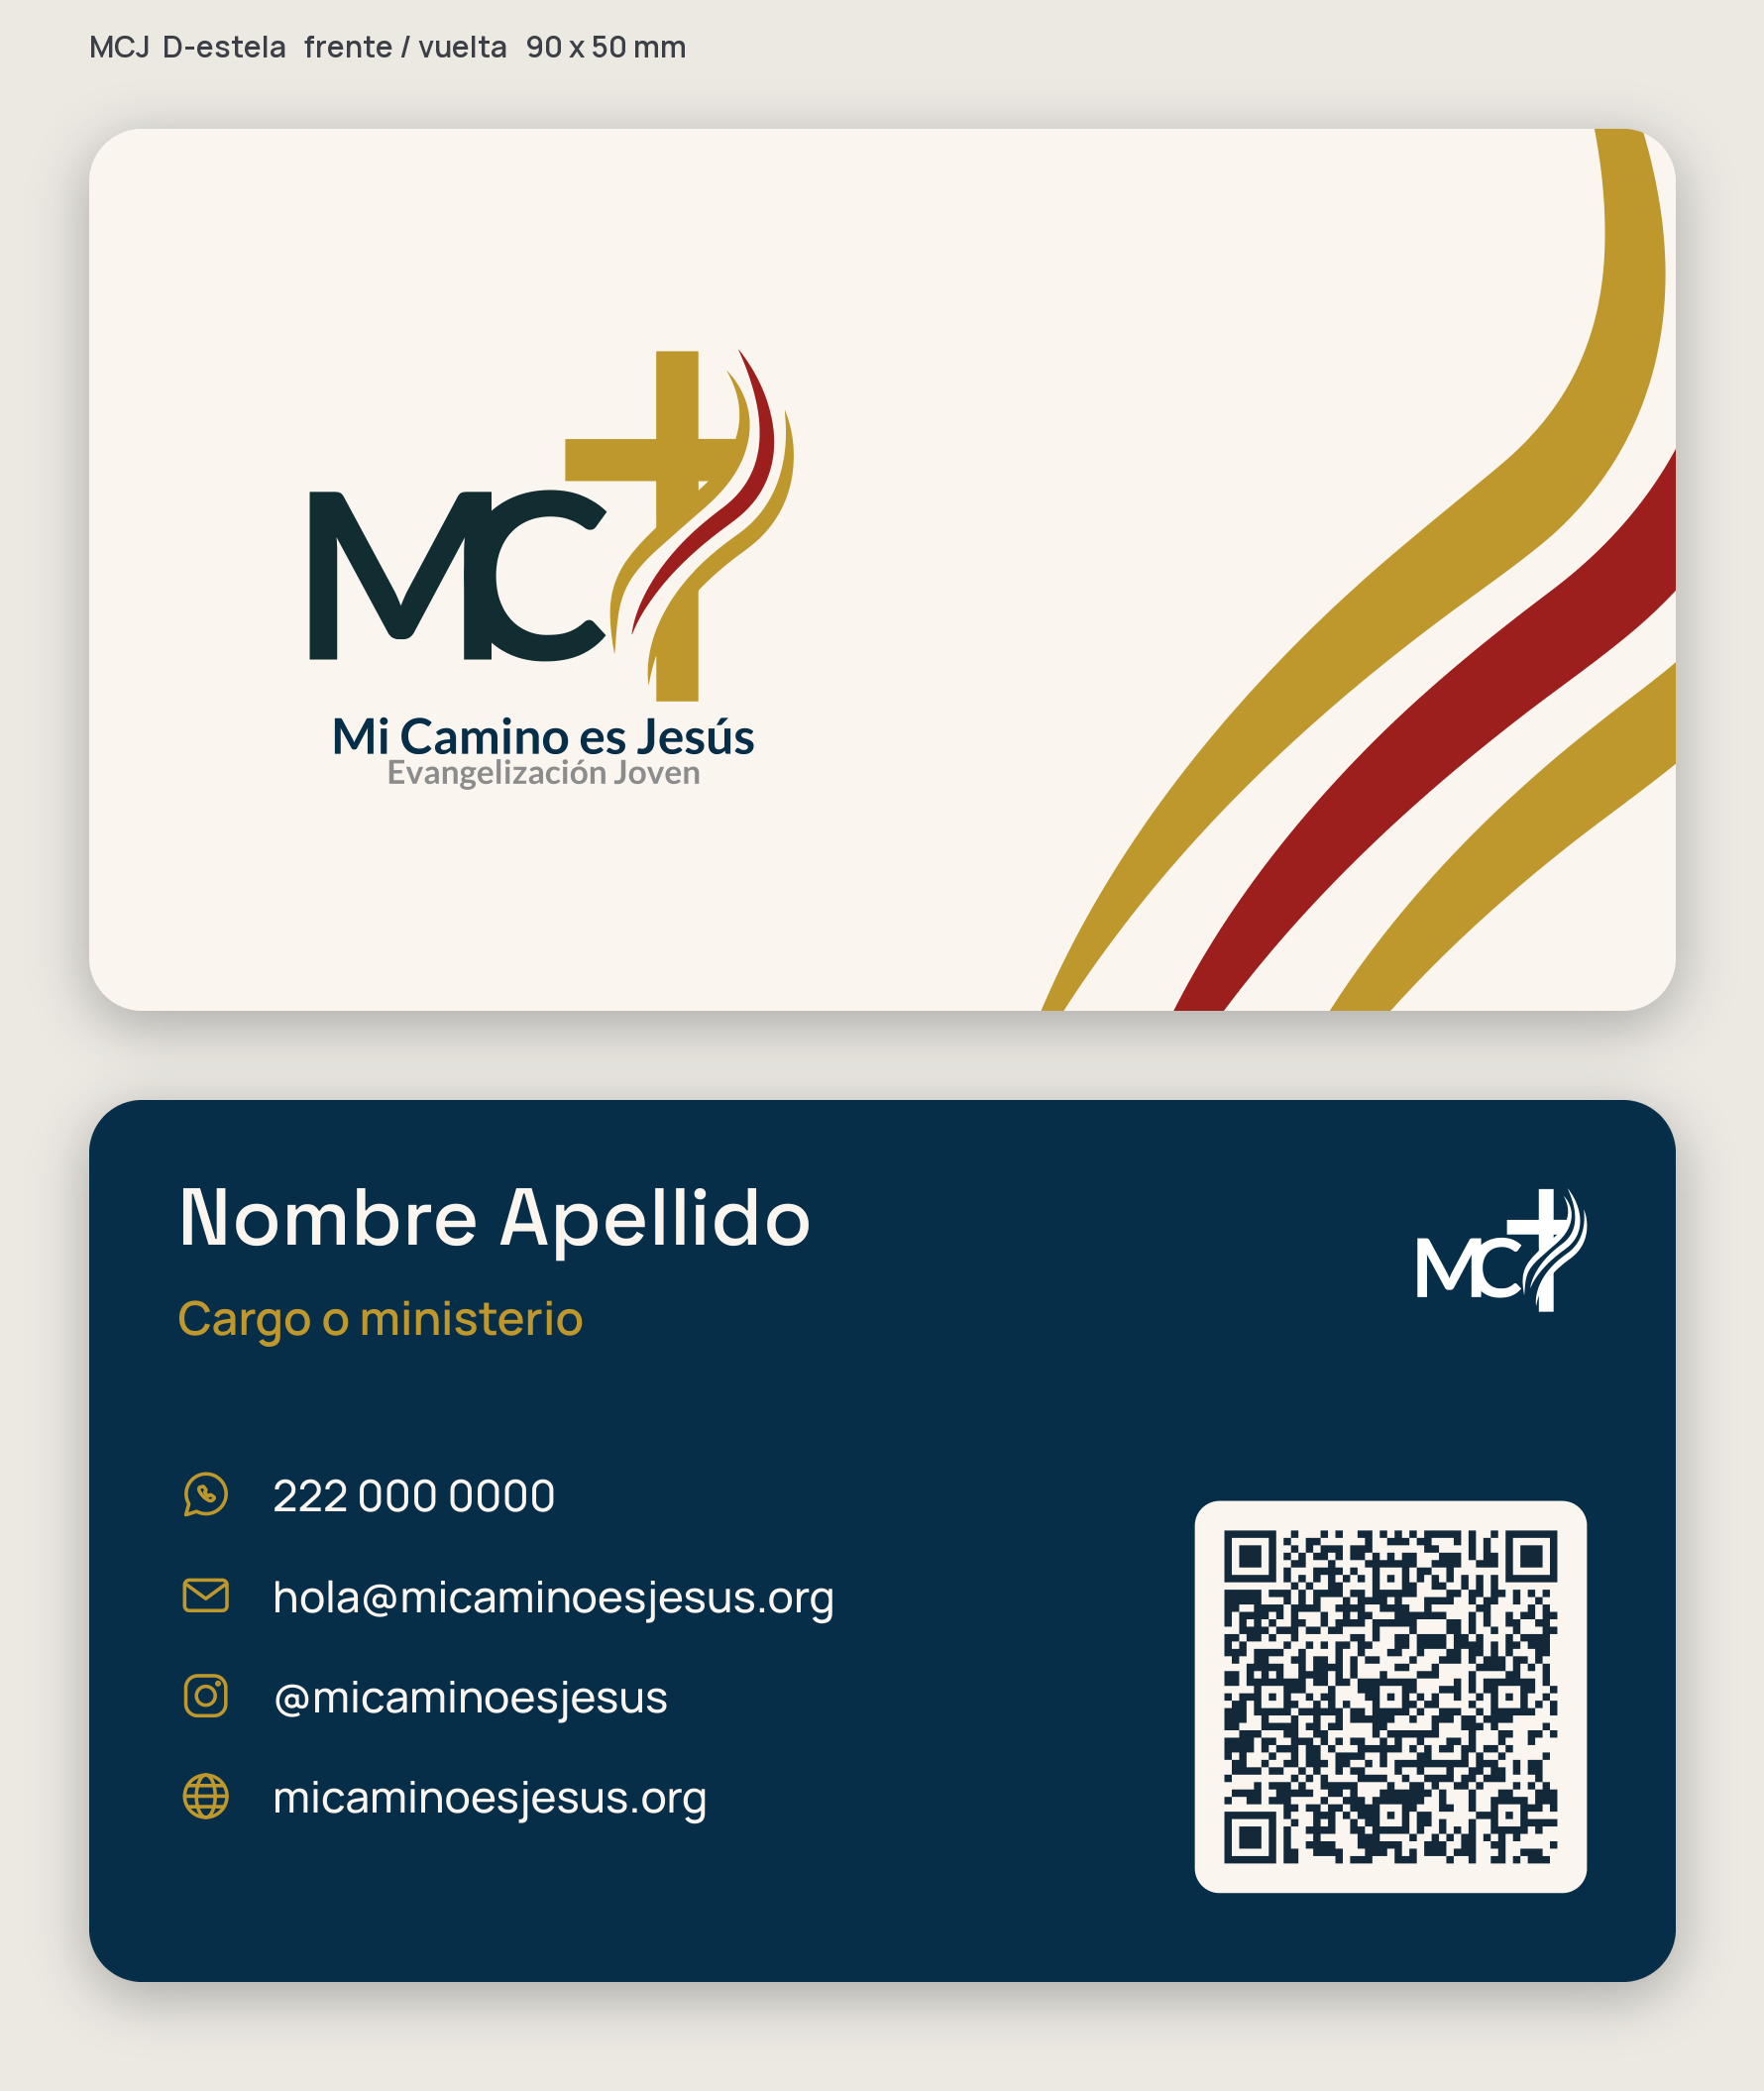 MCJ D-estela frente / vuelta 90 x 50 mm
MC
Mi Camino es Jesús
Evangelización Joven
Nombre Apellido
MC
Cargo o ministerio
222 000 0000
hola@micaminoesjesus.org
@micaminoesjesus
micaminoesjesus.org